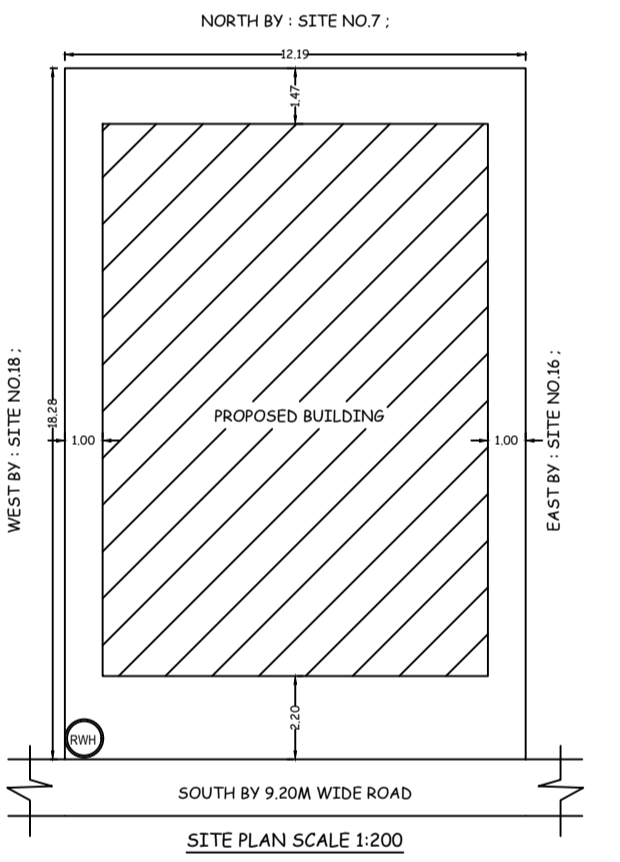 NORTH BY : SITE NO.7 ;
12.19
1.47
WEST BY : SITE NO.18 ;
18.28
1.00
PROPOSED BUILDING
1.00
EAST BY : SITE NO.16 ;
2.20
RWH
SOUTH BY 9.20M WIDE ROAD
SITE PLAN SCALE 1:200